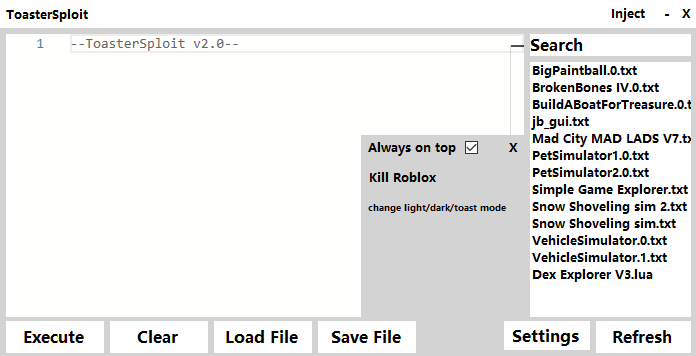 ToasterSploit Inject - X
1 --ToasterSploit v2.0--
Search
BigPaintball.0.txt
BrokenBones IV.0.txt
BuildABoatForTreasure.0.t
jb_gui.txt
Mad City MAD LADS V7.tx
PetSimulator1.0.txt
PetSimulator2.0.txt
Simple Game Explorer.txt
Snow Shoveling sim 2.txt
Snow Shoveling sim.txt
VehicleSimulator.0.txt
VehicleSimulator.1.txt
Dex Explorer V3.lua
Always on top X
Kill Roblox
change light/dark/toast mode
Execute Clear Load File Save File Settings Refresh